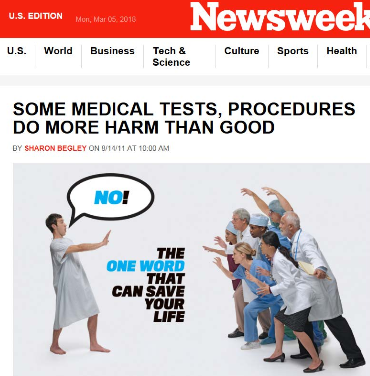 U.S. EDITION
Mon, Mar 05, 2018
Newsweek
U.S.
World
Business
Tech &
Science
Culture
Sports
Health
SOME MEDICAL TESTS, PROCEDURES
DO MORE HARM THAN GOOD
BY SHARON BEGLEY ON 8/14/11 AT 10:00 AM
NO!
THE
ONE WORD
THAT
CAN SAVE
YOUR
LIFE